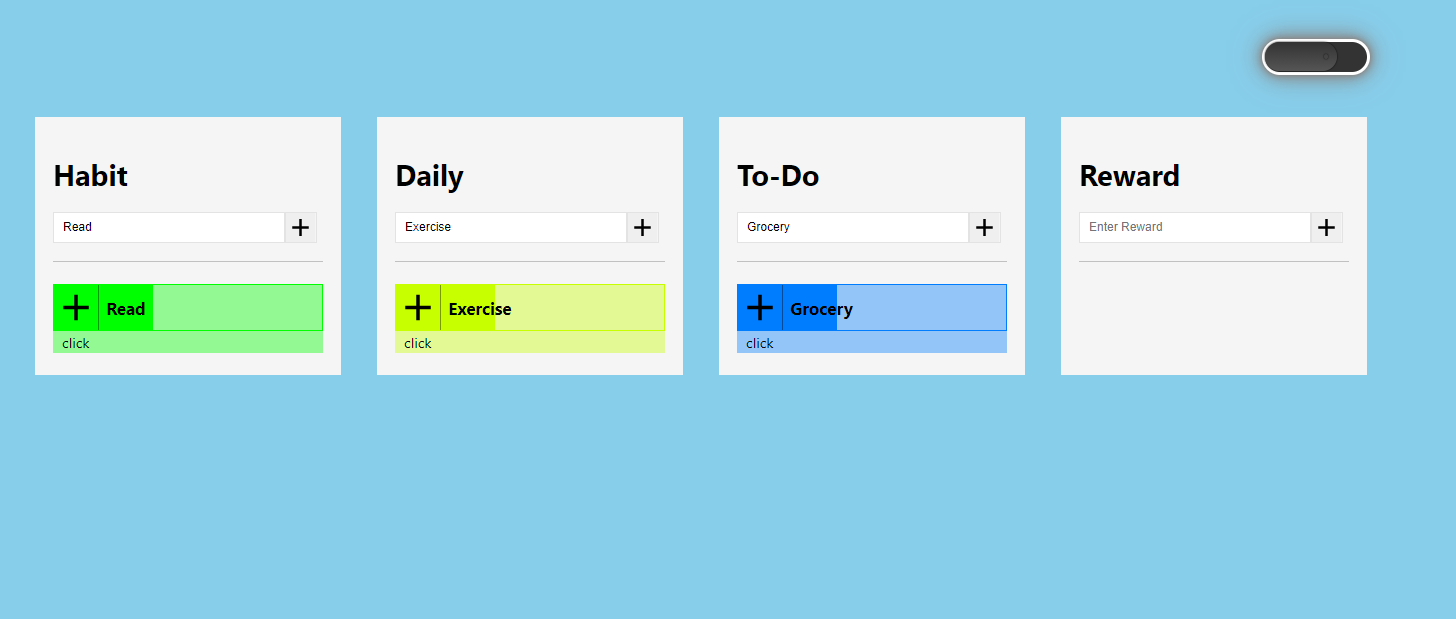 Habit
Daily
To-Do
Reward
Read
Exercise
Grocery
Enter Reward
Read
Exercise
Grocery
click
click
click